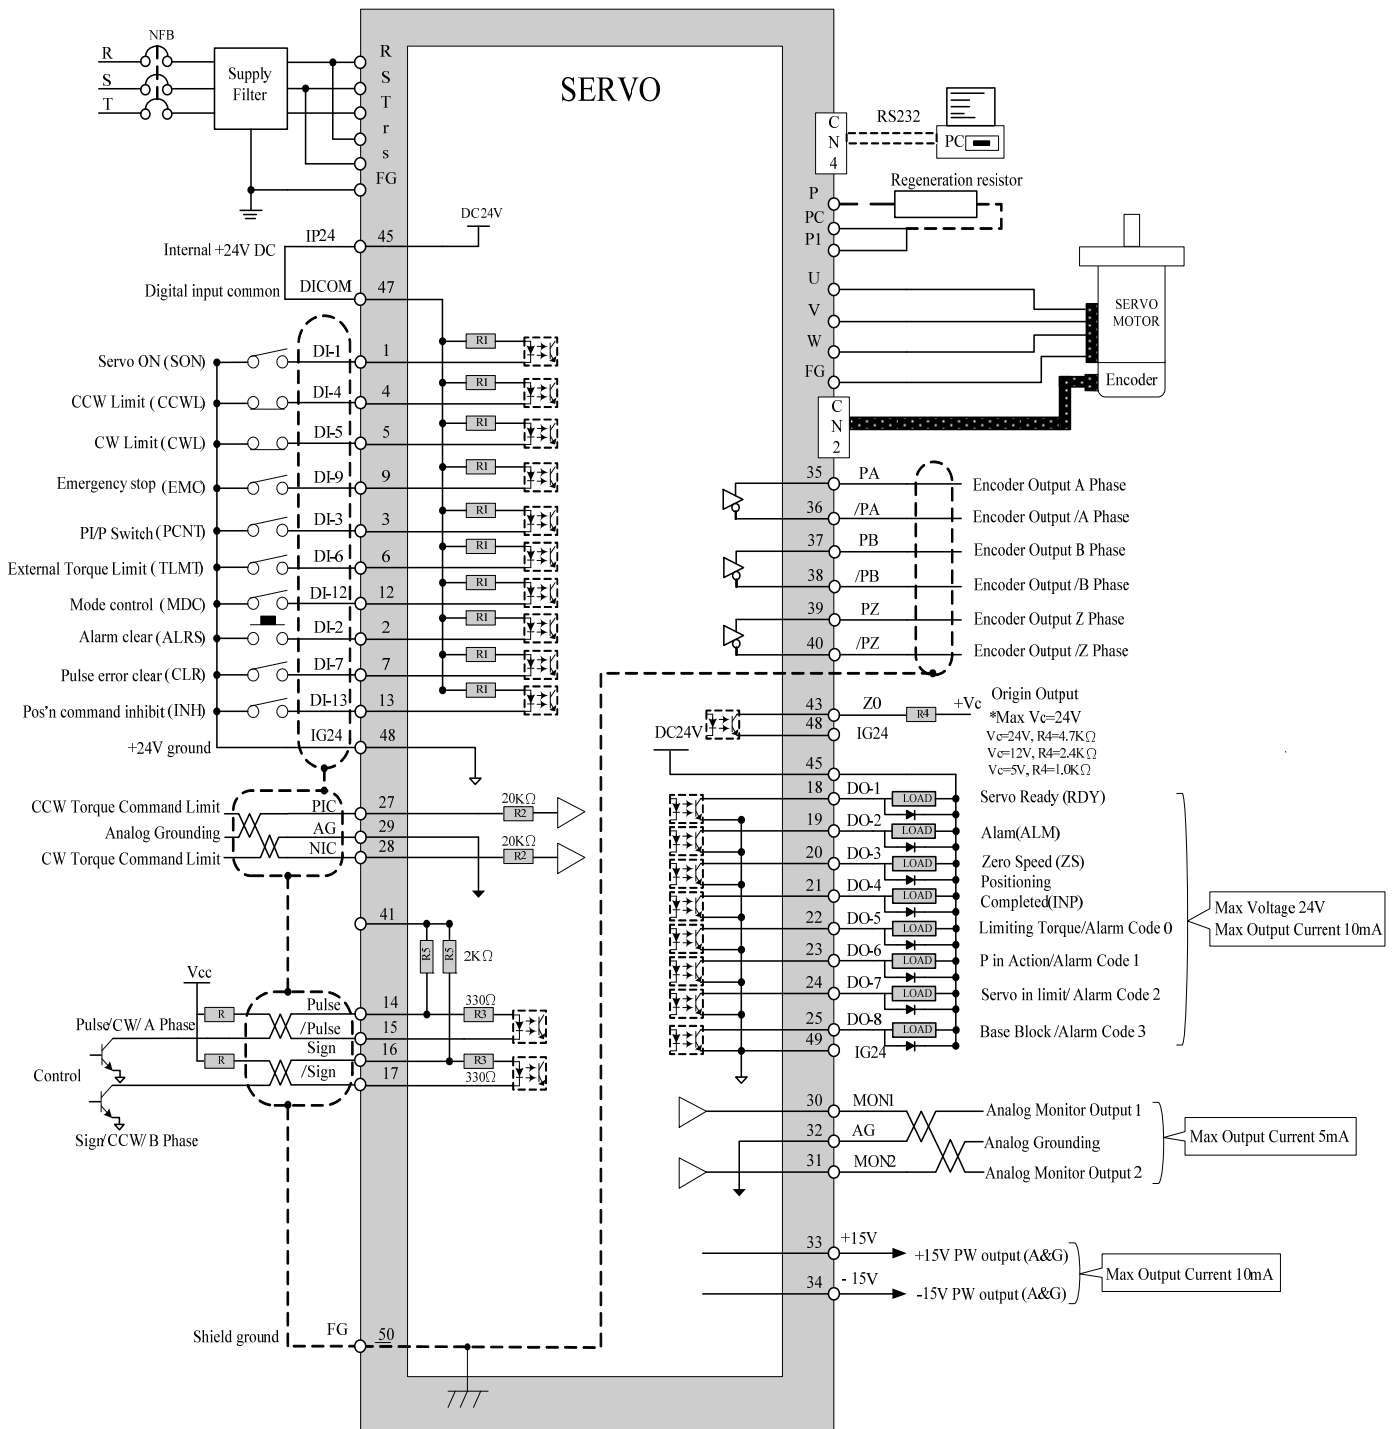 SERVO
NFB
R
S
T
Supply
Filter
R
S
T
r
s
FG
DC24V
Internal +24V DC
IP24
45
Digital input common
DICOM
47
Servo ON (SON)
DI-1
1
R1
CCW Limit (CCWL)
DI-4
4
R1
CW Limit (CWL)
DI-5
5
R1
Emergency stop (EMC)
DI-9
9
R1
PI/P Switch (PCNT)
DI-3
3
R1
External Torque Limit (TLMT)
DI-6
6
R1
Mode control (MDC)
DI-12
12
R1
Alarm clear (ALRS)
DI-2
2
R1
Pulse error clear (CLR)
DI-7
7
R1
Pos'n command inhibit (INH)
DI-13
13
R1
+24V ground
IG24
48
CCW Torque Command Limit
PIC
27
20KΩ
R2
Analog Grounding
AG
29
CW Torque Command Limit
NIC
28
20KΩ
R2
41
R5
R5
2KΩ
Vcc
R
Pulse
14
330Ω
R3
Pulse/CW/ A Phase
/Pulse
15
Sign
16
R
R3
Control
/Sign
17
330Ω
Sign/CCW/ B Phase
Shield ground
FG
50
C
N
4
RS232
PC
P
Regeneration resistor
PC
P1
U
V
W
FG
SERVO
MOTOR
Encoder
C
N
2
35
PA
Encoder Output A Phase
36
/PA
Encoder Output /A Phase
37
PB
Encoder Output B Phase
38
/PB
Encoder Output /B Phase
39
PZ
Encoder Output Z Phase
40
/PZ
Encoder Output /Z Phase
43
Z0
R4
+Vc
Origin Output
*Max Vc=24V
Vc=24V, R4=4.7KΩ
Vc=12V, R4=2.4KΩ
Vc=5V, R4=1.0KΩ
48
IG24
DC24V
45
18
DO-1
LOAD
Servo Ready (RDY)
19
DO-2
LOAD
Alam(ALM)
20
DO-3
LOAD
Zero Speed (ZS)
21
DO-4
LOAD
Positioning
Completed(INP)
22
DO-5
LOAD
Limiting Torque/Alarm Code 0
23
DO-6
LOAD
P in Action/Alarm Code 1
24
DO-7
LOAD
Servo in limit/ Alarm Code 2
25
DO-8
LOAD
Base Block /Alarm Code 3
49
IG24
Max Voltage 24V
Max Output Current 10mA
30
MON1
Analog Monitor Output 1
32
AG
Analog Grounding
31
MON2
Analog Monitor Output 2
Max Output Current 5mA
33
+15V
+15V PW output (A&G)
34
- 15V
-15V PW output (A&G)
Max Output Current 10mA